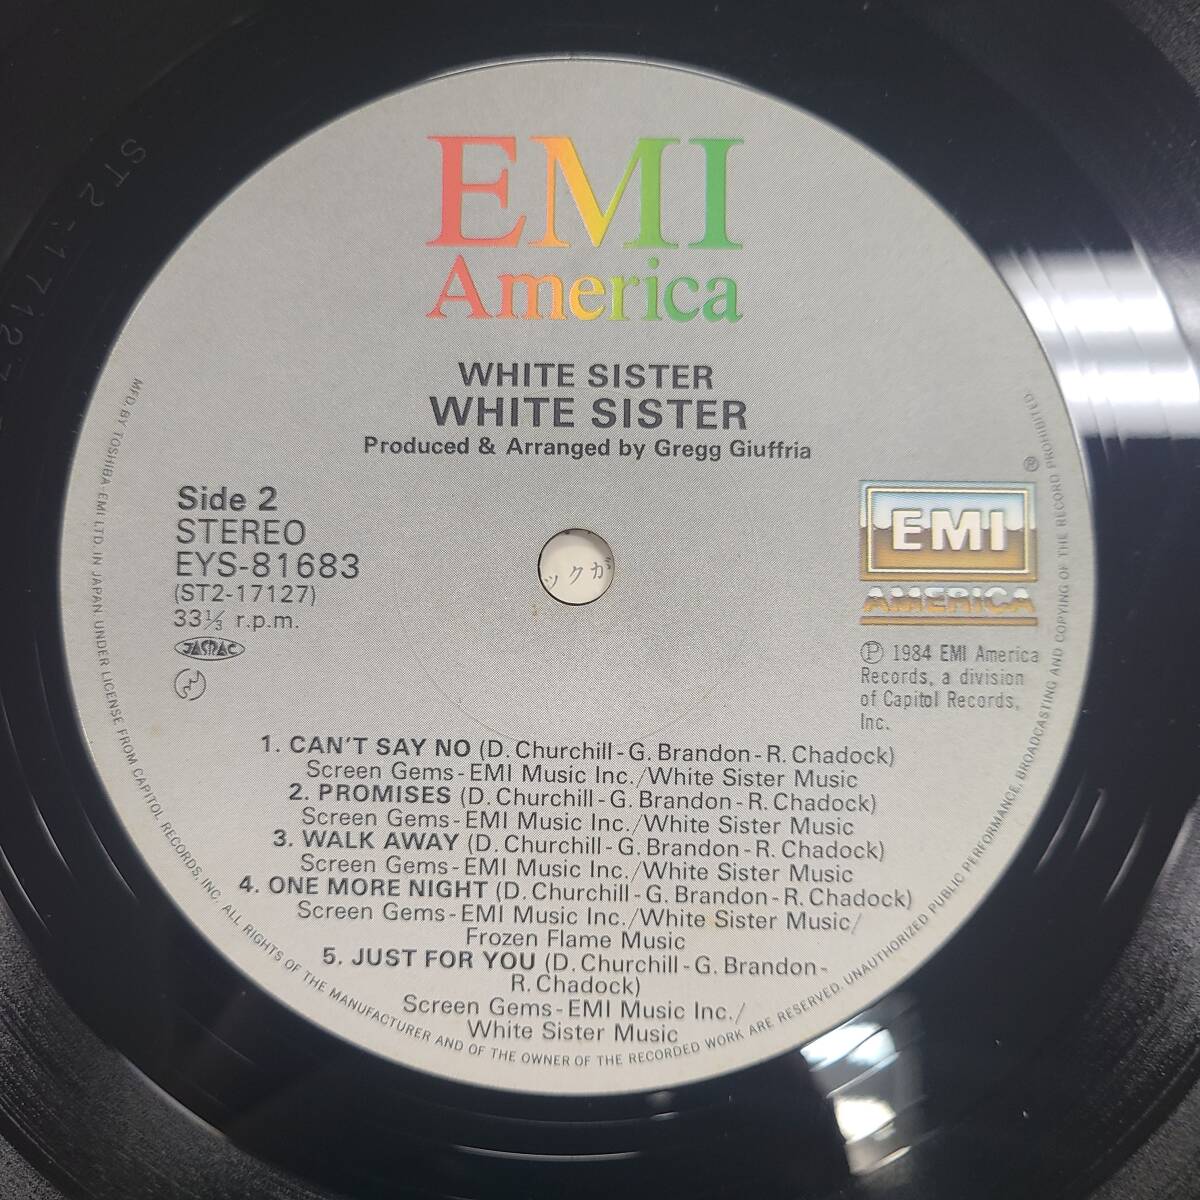 EMI
America
WHITE SISTER
WHITE SISTER
Produced & Arranged by Gregg Giuffria
Side 2
STEREO
EYS-81683
(ST2-17127)
33⅓ r.p.m.
JASRAC
®
EMI
AMERICA
Ⓟ 1984 EMI America
Records, a division
of Capitol Records,
Inc.
ックガ
1. CAN'T SAY NO (D. Churchill-G. Brandon-R. Chadock)
Screen Gems-EMI Music Inc./White Sister Music
2. PROMISES (D. Churchill-G. Brandon-R. Chadock)
Screen Gems-EMI Music Inc./White Sister Music
3. WALK AWAY (D. Churchill-G. Brandon-R. Chadock)
Screen Gems-EMI Music Inc./White Sister Music
4. ONE MORE NIGHT (D. Churchill-G. Brandon-R. Chadock)
Screen Gems-EMI Music Inc./White Sister Music/
Frozen Flame Music
5. JUST FOR YOU (D. Churchill-G. Brandon-
R. Chadock)
Screen Gems-EMI Music Inc./
White Sister Music
MFD. BY TOSHIBA-EMI LTD. IN JAPAN UNDER LICENSE FROM CAPITOL RECORDS, INC. ALL RIGHTS OF THE MANUFACTURER AND OF THE OWNER OF THE RECORDED WORK ARE RESERVED. UNAUTHORIZED PUBLIC PERFORMANCE, BROADCASTING AND COPYING OF THE RECORD PROHIBITED.
ST2-17127